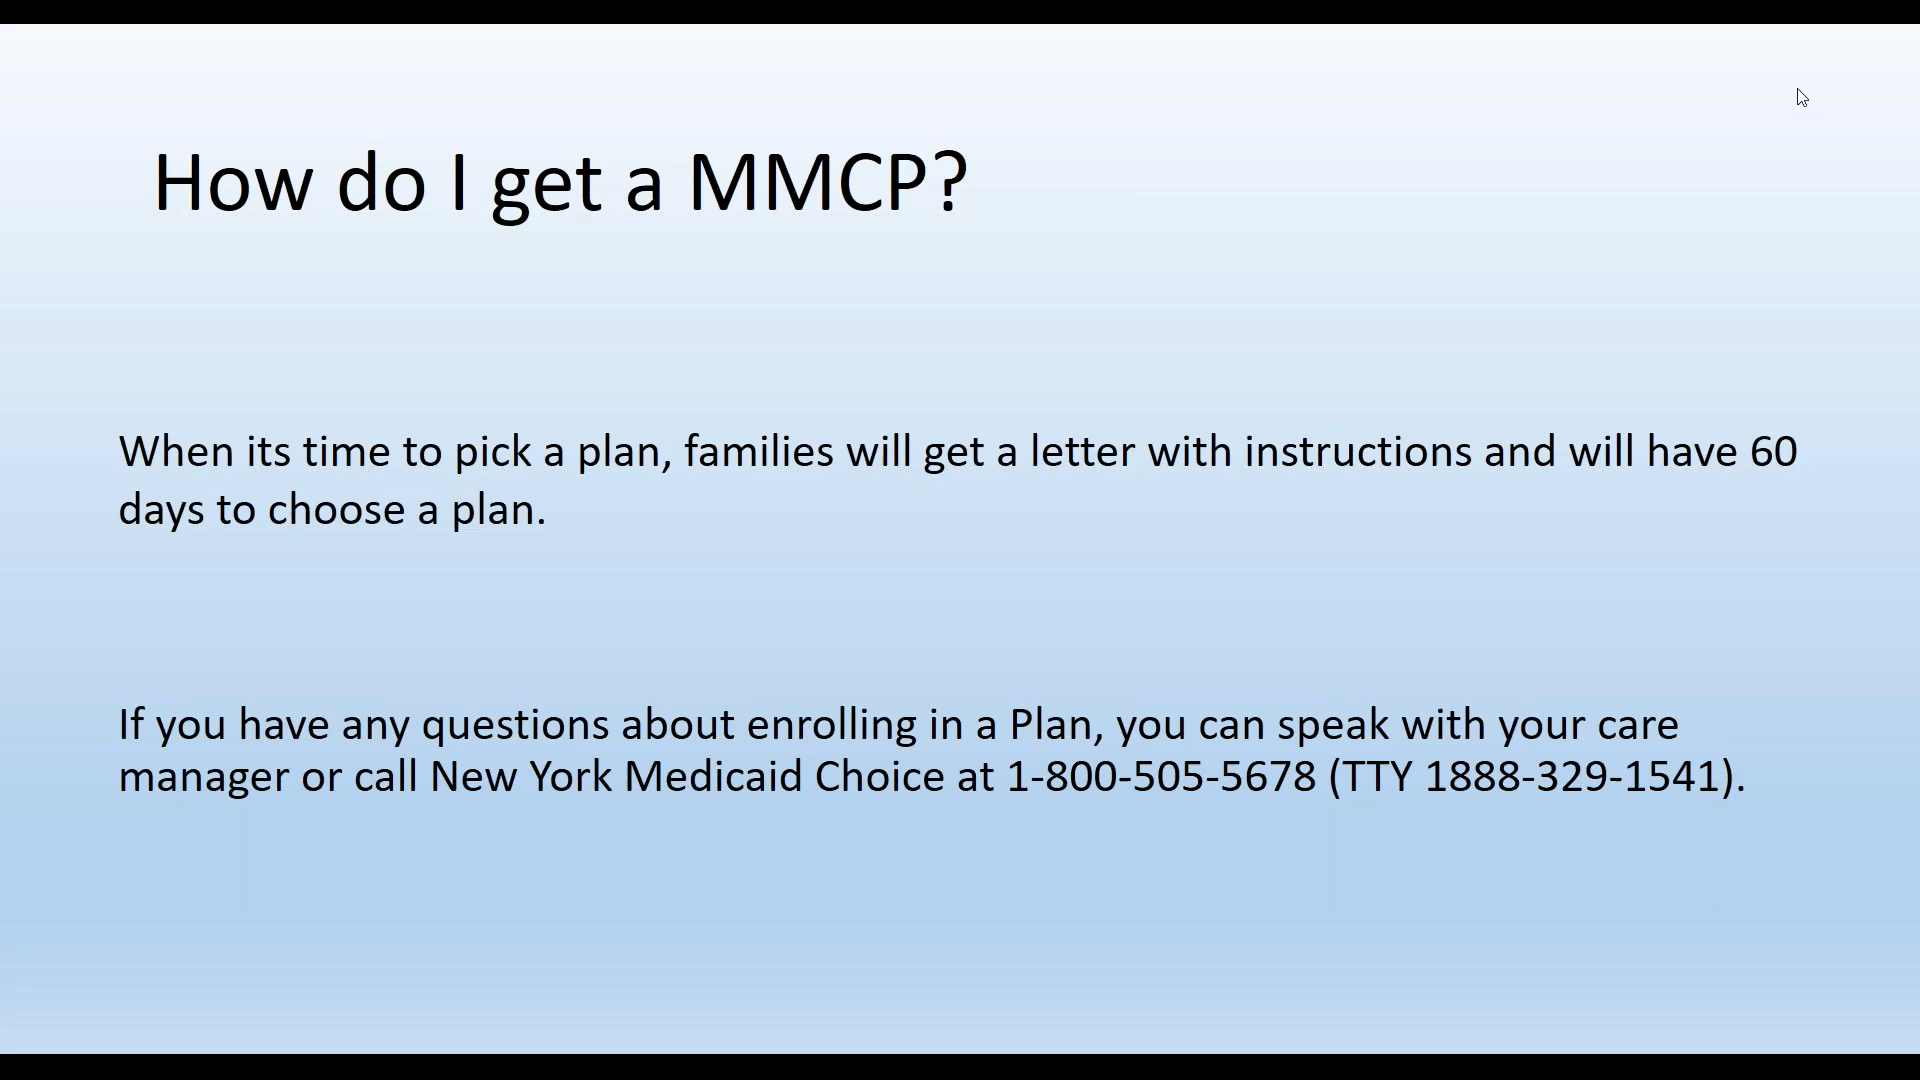 How do I get a MMCP?
When its time to pick a plan, families will get a letter with instructions and will have 60
days to choose a plan.
If you have any questions about enrolling in a Plan, you can speak with your care
manager or call New York Medicaid Choice at 1-800-505-5678 (TTY 1888-329-1541).